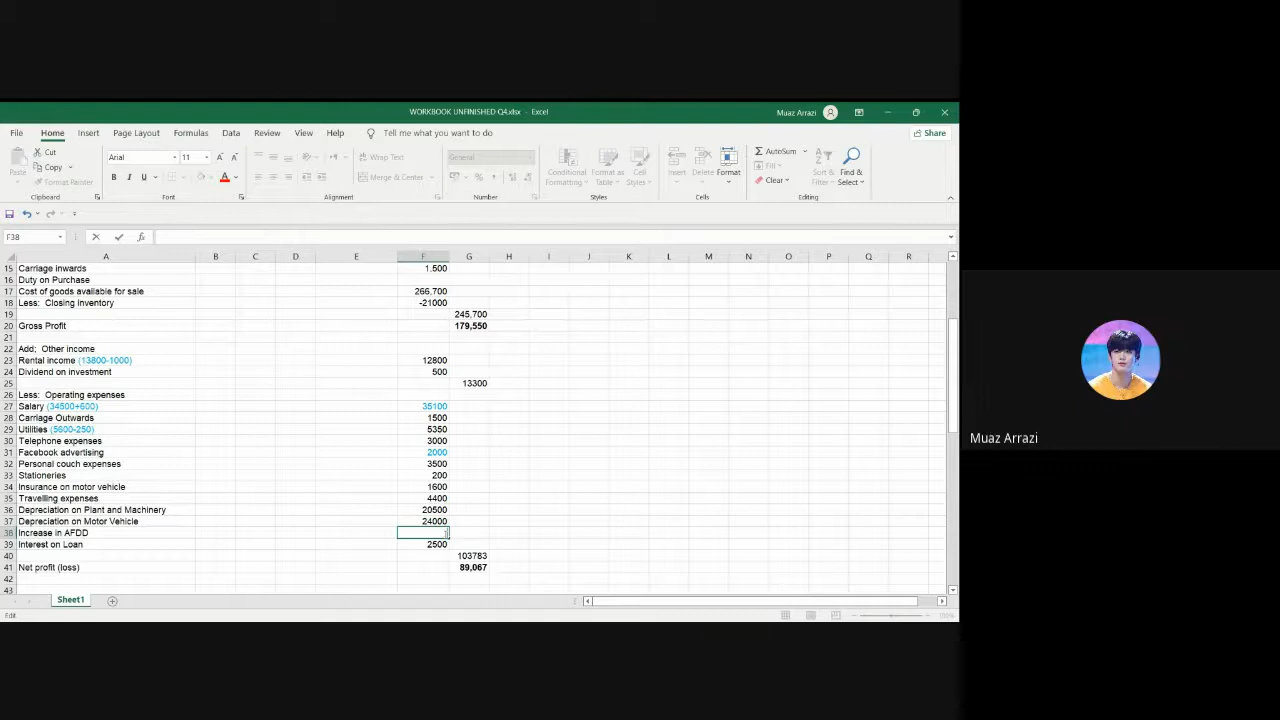 WORKBOOK UNFINISHED Q4.xlsx - Excel
Muaz Arrazi
File Home Insert Page Layout Formulas Data Review View Help Tell me what you want to do
Share
Paste
Cut
Copy
Format Painter
Clipboard
Arial 11
B I U A
Font
Wrap Text
Merge & Center
Alignment
General
Number
Conditional Formatting
Format as Table
Cell Styles
Styles
Insert Delete Format
Cells
AutoSum
Fill
Clear
Sort & Filter
Find & Select
Editing
F38 fx
A B C D E F G H I J K L M N O P Q R
15 Carriage inwards 1.500
16 Duty on Purchase
17 Cost of goods available for sale 266,700
18 Less: Closing inventory -21000
19 245,700
20 Gross Profit 179,550
21
22 Add; Other income
23 Rental income (13800-1000) 12800
24 Dividend on investment 500
25 13300
26 Less: Operating expenses
27 Salary (34500+600) 35100
28 Carriage Outwards 1500
29 Utilities (5600-250) 5350
30 Telephone expenses 3000
31 Facebook advertising 2000
32 Personal couch expenses 3500
33 Stationeries 200
34 Insurance on motor vehicle 1600
35 Travelling expenses 4400
36 Depreciation on Plant and Machinery 20500
37 Depreciation on Motor Vehicle 24000
38 Increase in AFDD
39 Interest on Loan 2500
40 103783
41 Net profit (loss) 89,067
42
43
Sheet1
Edit
Muaz Arrazi